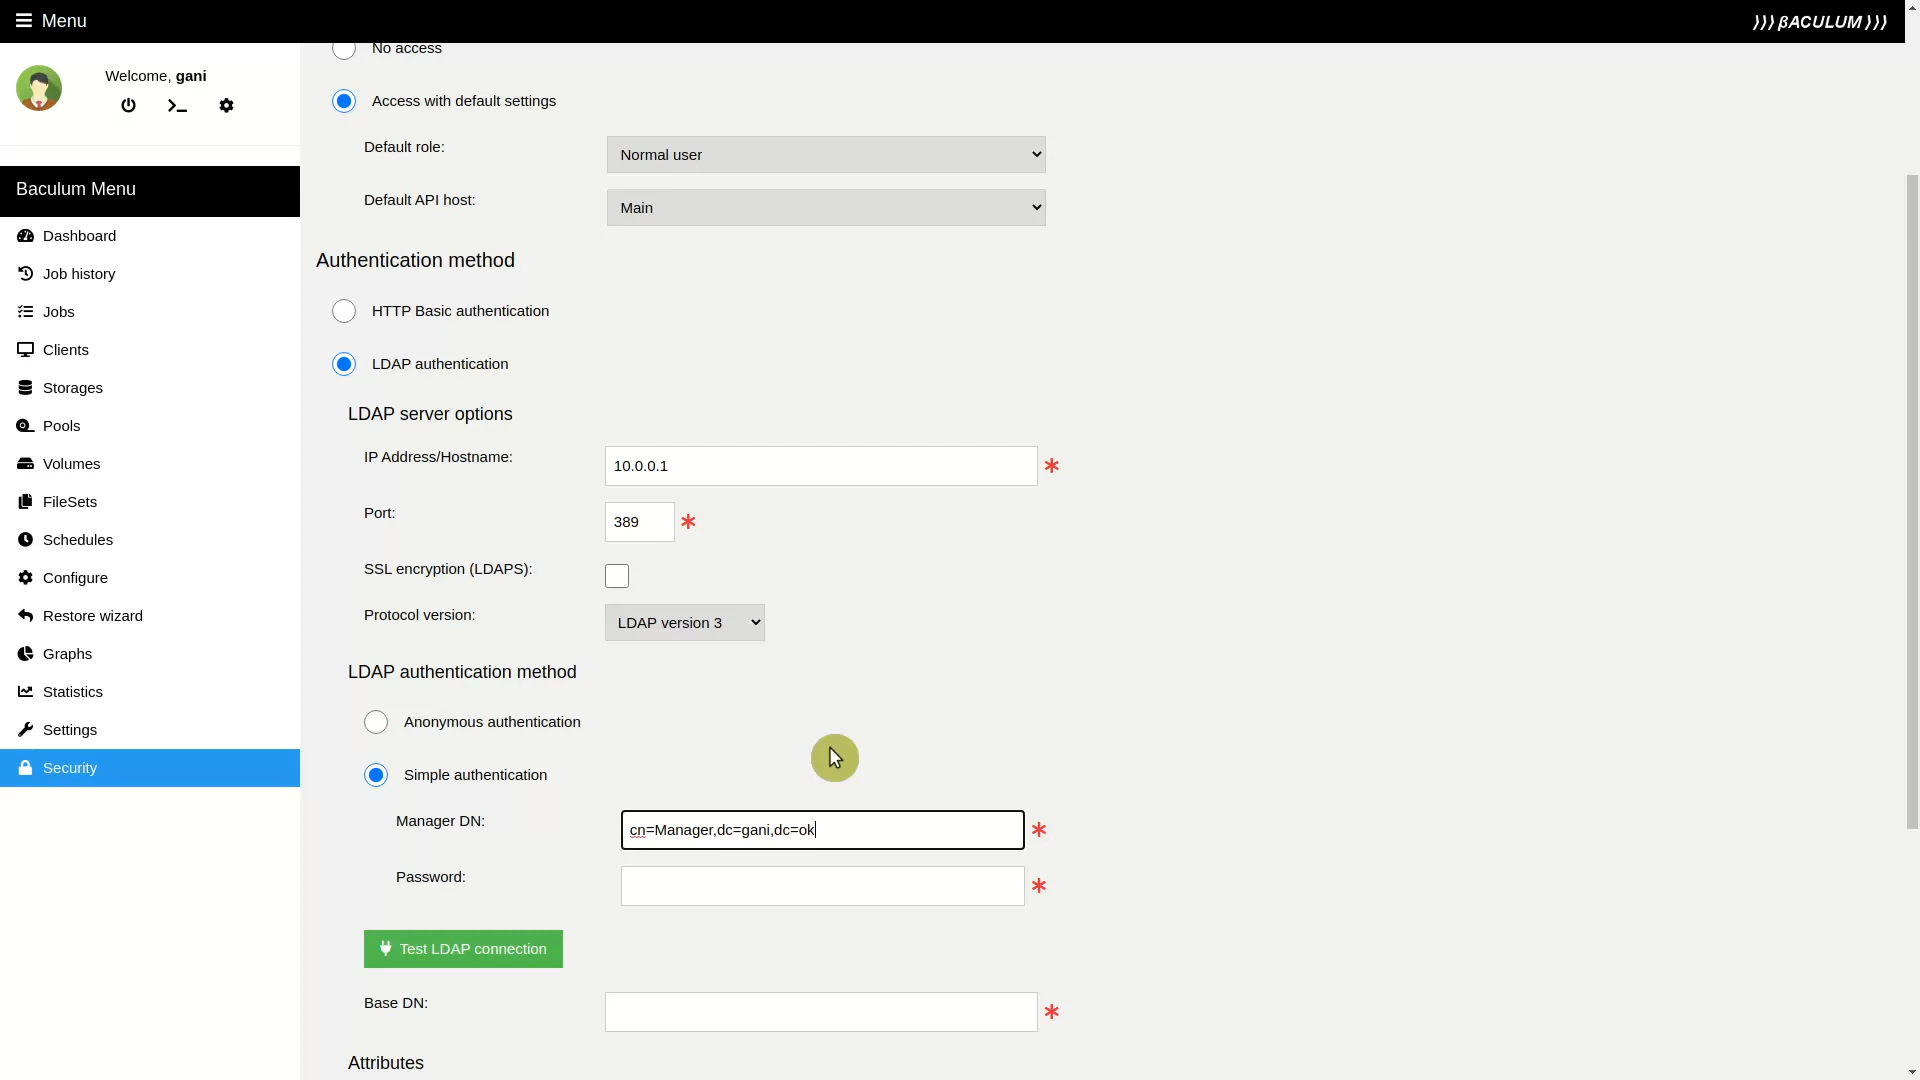 Menu
))) βACULUM )))
Welcome, gani
Baculum Menu
Dashboard
Job history
Jobs
Clients
Storages
Pools
Volumes
FileSets
Schedules
Configure
Restore wizard
Graphs
Statistics
Settings
Security
No access
Access with default settings
Default role:
Normal user
Default API host:
Main
Authentication method
HTTP Basic authentication
LDAP authentication
LDAP server options
IP Address/Hostname:
10.0.0.1
Port:
389
SSL encryption (LDAPS):
Protocol version:
LDAP version 3
LDAP authentication method
Anonymous authentication
Simple authentication
Manager DN:
cn=Manager,dc=gani,dc=ok
Password:
Test LDAP connection
Base DN:
Attributes